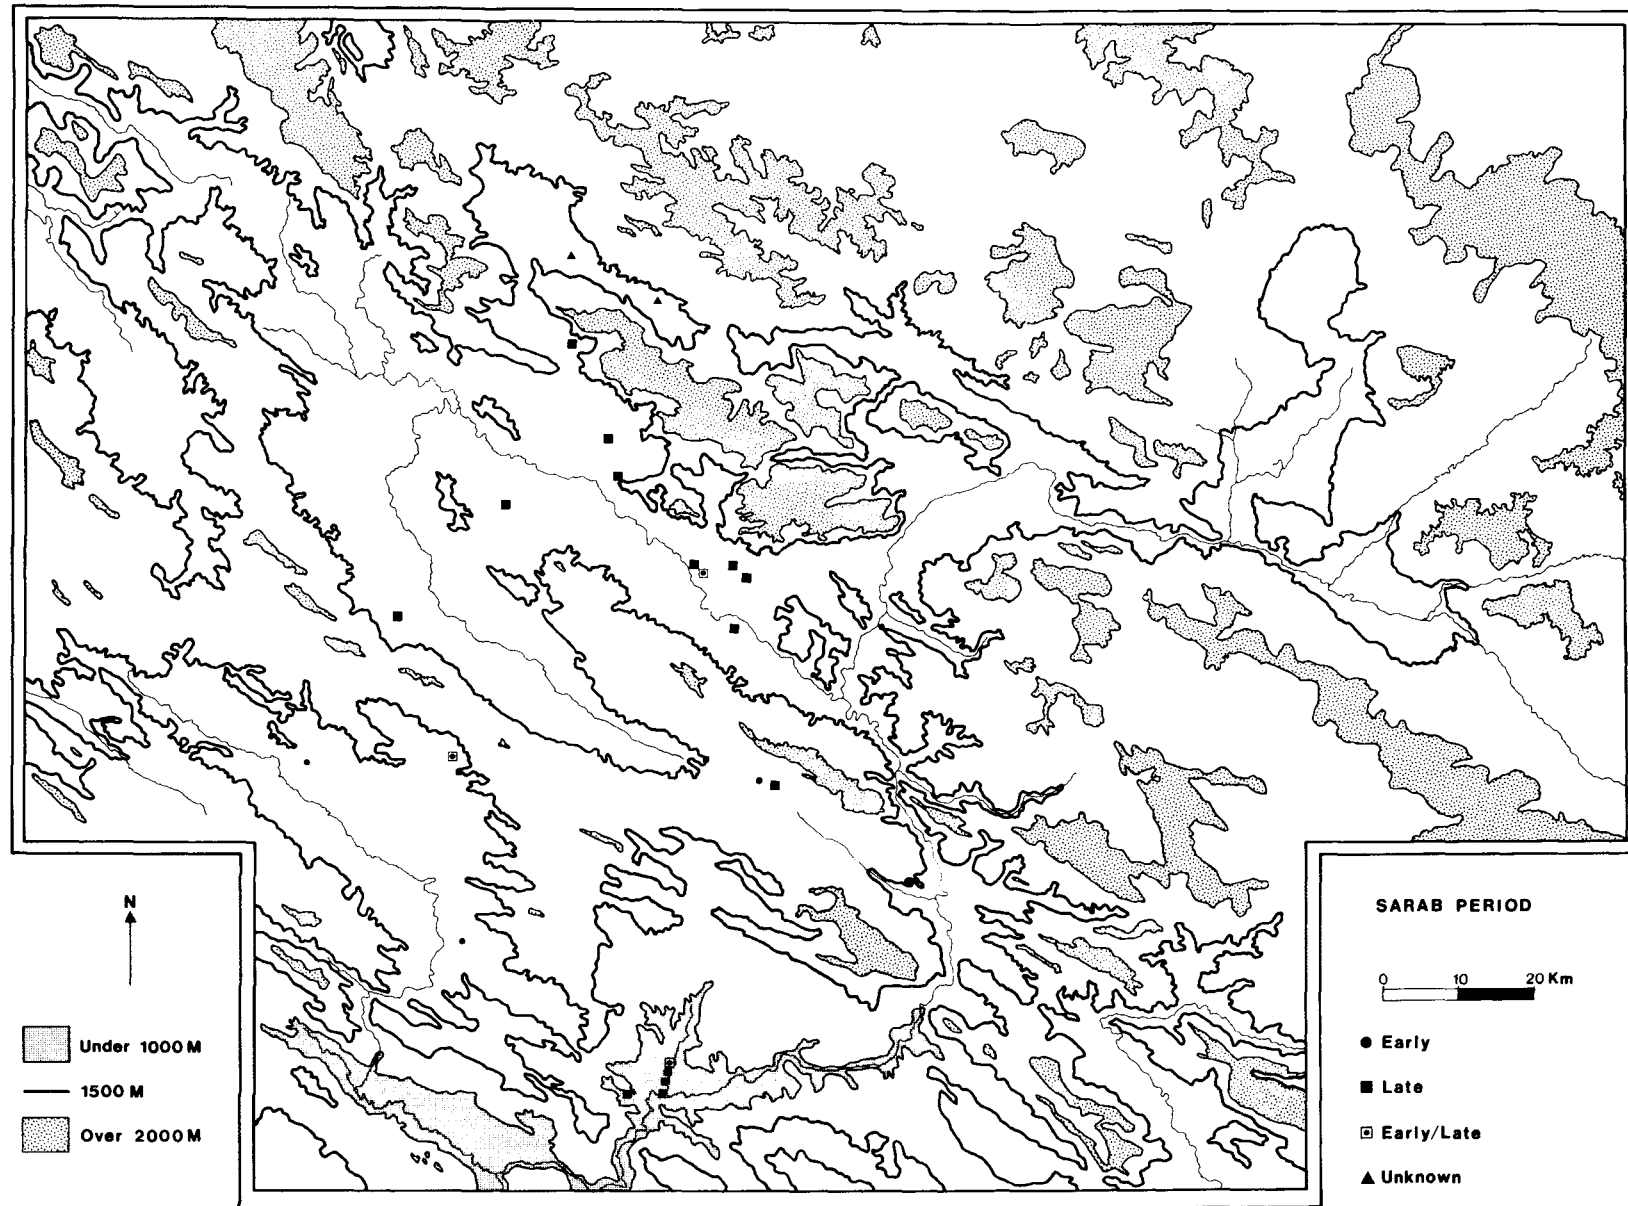 N
Under 1000 M
1500 M
Over 2000 M
SARAB PERIOD
0 10 20 Km
Early
Late
Early/Late
Unknown